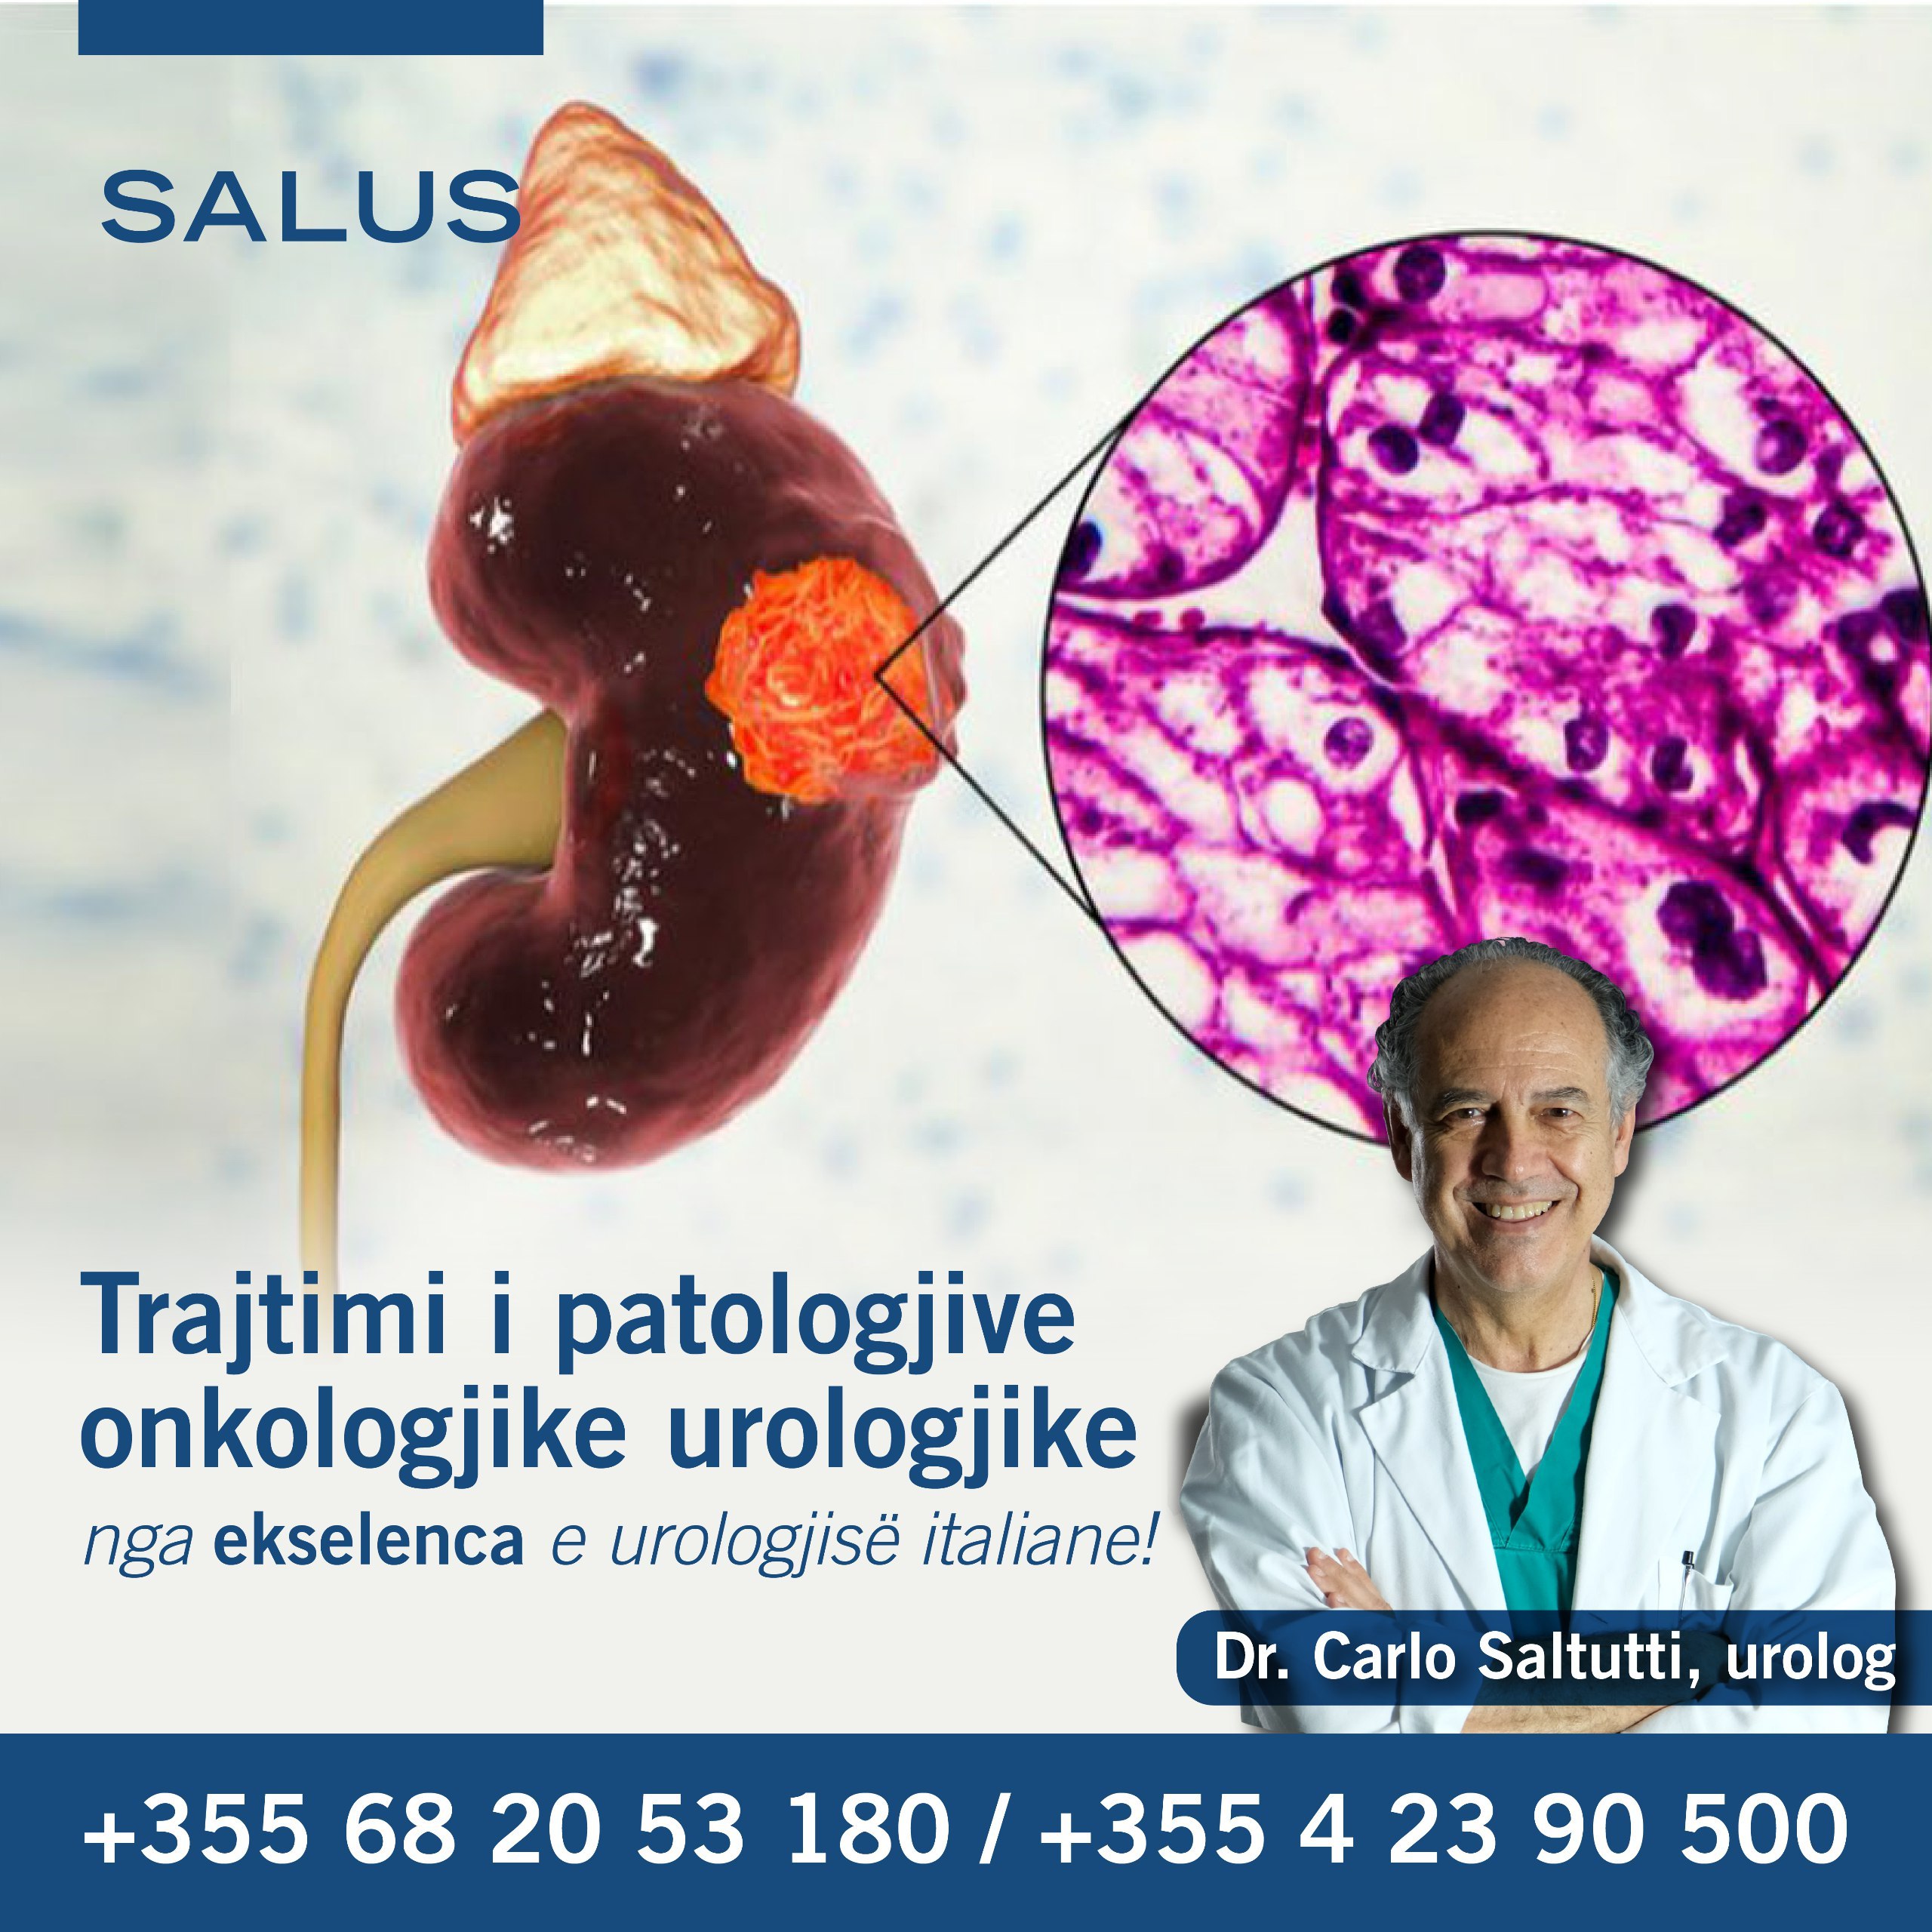 SALUS
Trajtimi i patologjive
onkologjike urologjike
nga ekselenca e urologjisë italiane!
Dr. Carlo Saltutti, urolog
+355 68 20 53 180 / +355 4 23 90 500